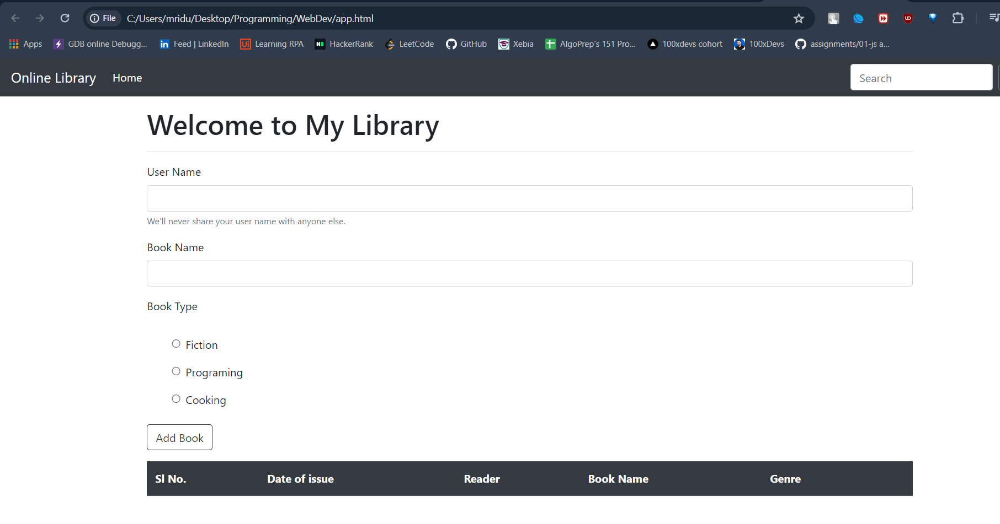 File C:/Users/mridu/Desktop/Programming/WebDev/app.html
Apps GDB online Debugg... Feed | LinkedIn Learning RPA HackerRank LeetCode GitHub Xebia AlgoPrep's 151 Pro... 100xdevs cohort 100xDevs assignments/01-js a...
Online Library Home Search
Welcome to My Library
User Name
We'll never share your user name with anyone else.
Book Name
Book Type
Fiction
Programing
Cooking
Add Book
Sl No. Date of issue Reader Book Name Genre